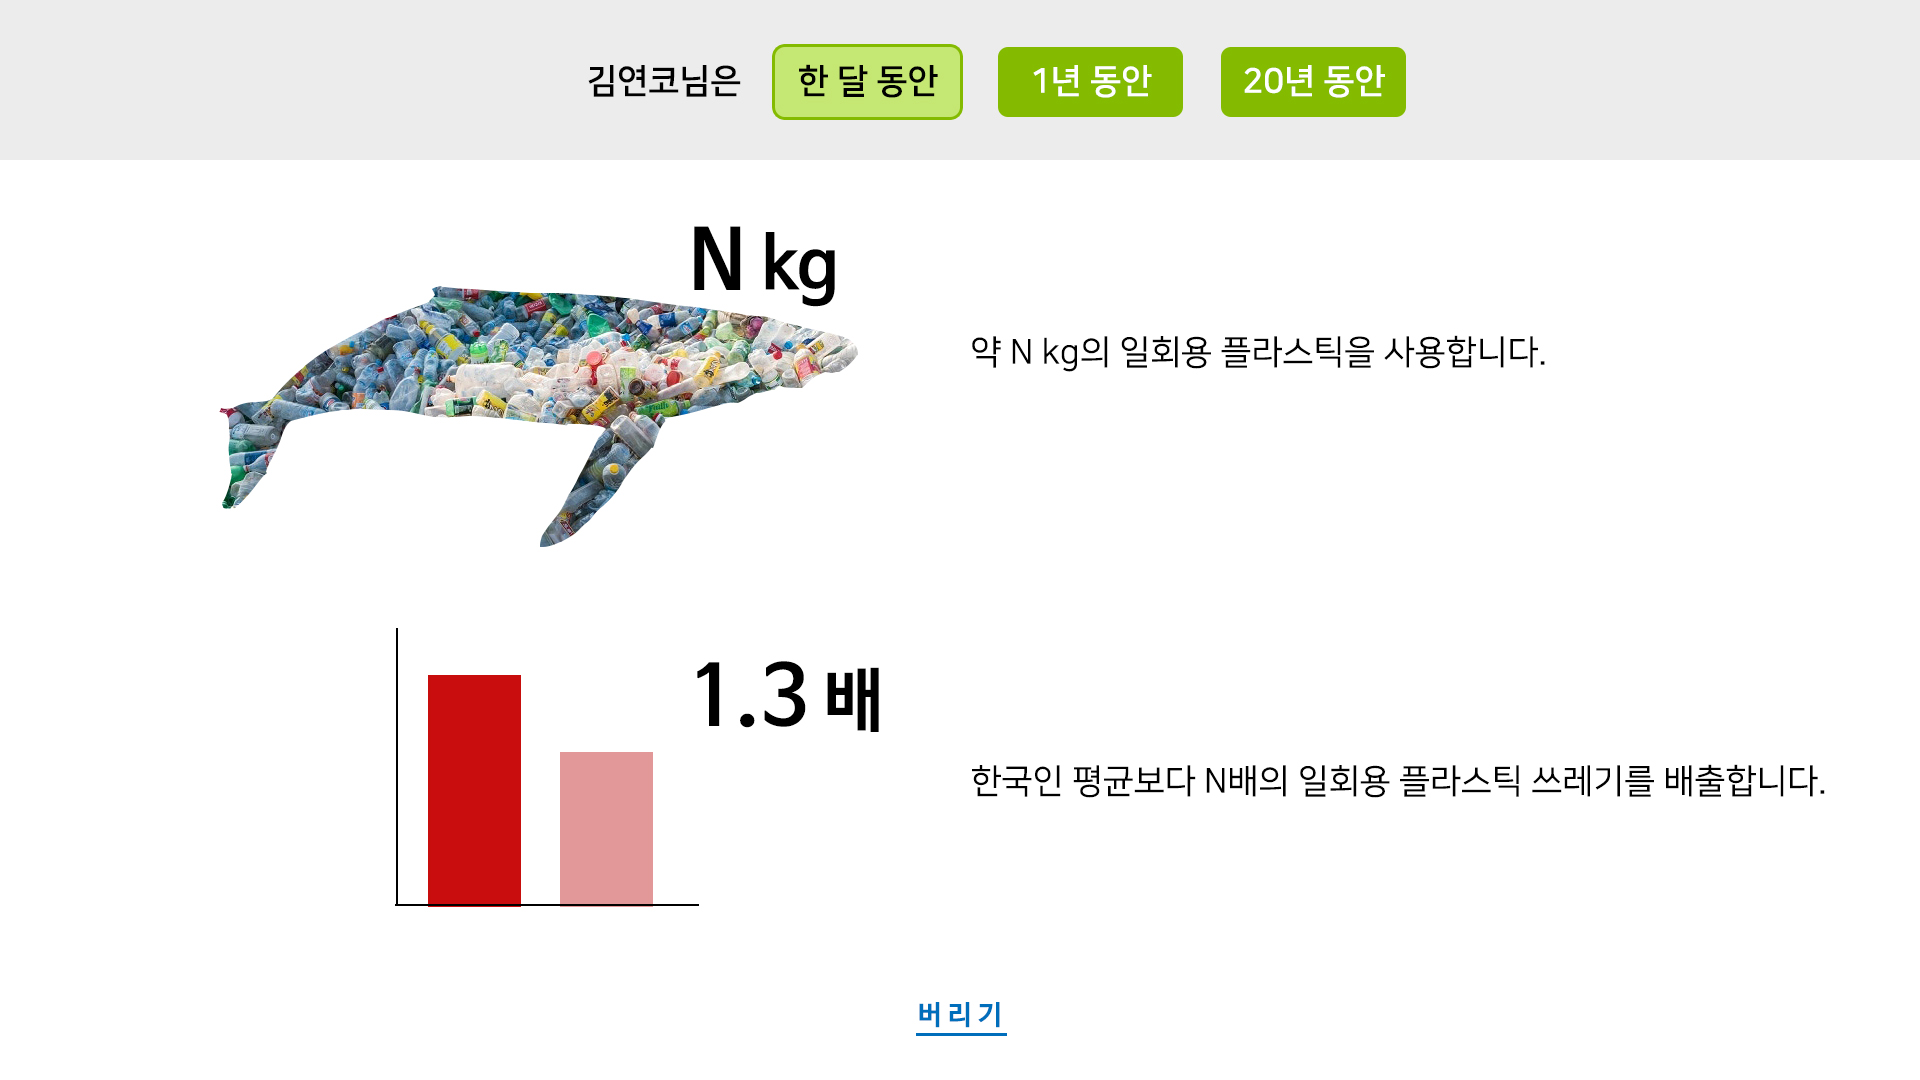 김연코님은 한 달 동안 1년 동안 20년 동안
N kg
약 N kg의 일회용 플라스틱을 사용합니다.
1.3 배
한국인 평균보다 N배의 일회용 플라스틱 쓰레기를 배출합니다.
버리기